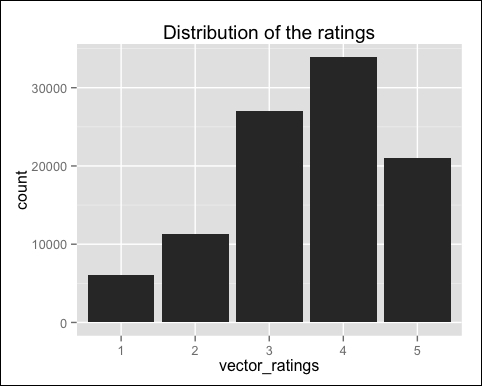 Distribution of the ratings
30000
20000
10000
0
count
1 2 3 4 5
vector_ratings